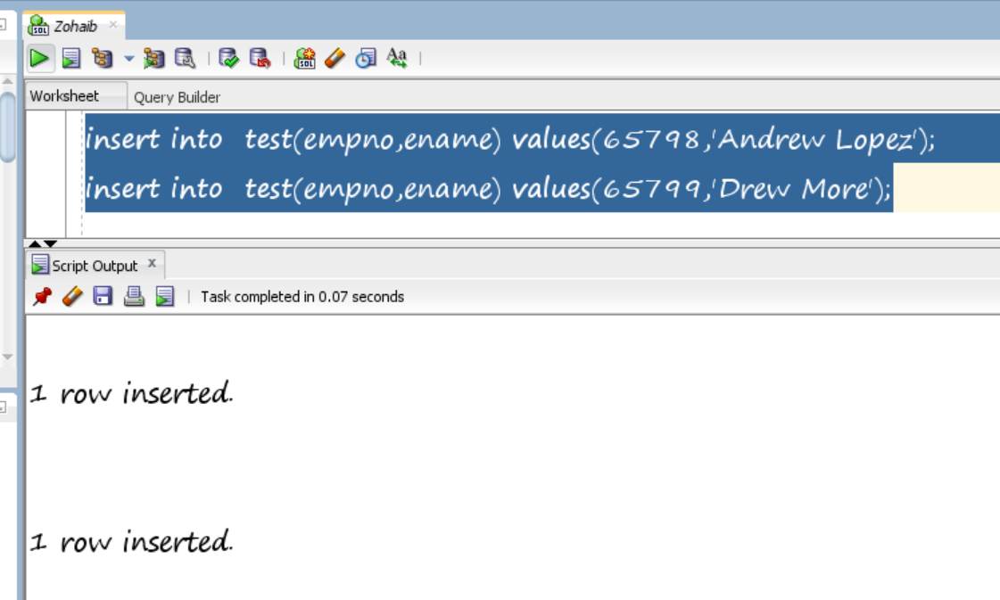 Zohaib
Worksheet Query Builder
insert into  test(empno,ename) values(65798,'Andrew Lopez');
insert into  test(empno,ename) values(65799,'Drew More');
Script Output x
Task completed in 0.07 seconds
1 row inserted.
1 row inserted.